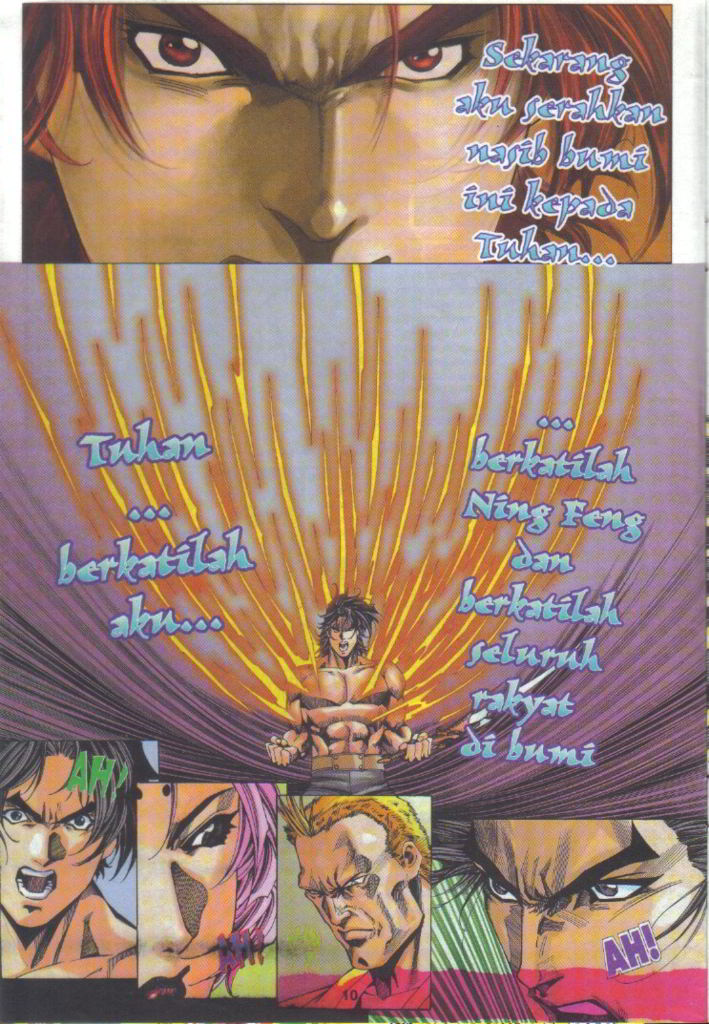 Sekarang
aku serahkan
nasib bumi
ini kepada
Tuhan...
Tuhan
...
berkatilah
aku...
...
berkatilah
Ning Feng
dan
berkatilah
seluruh
rakyat
di bumi
AH!
AH!
AH!
10